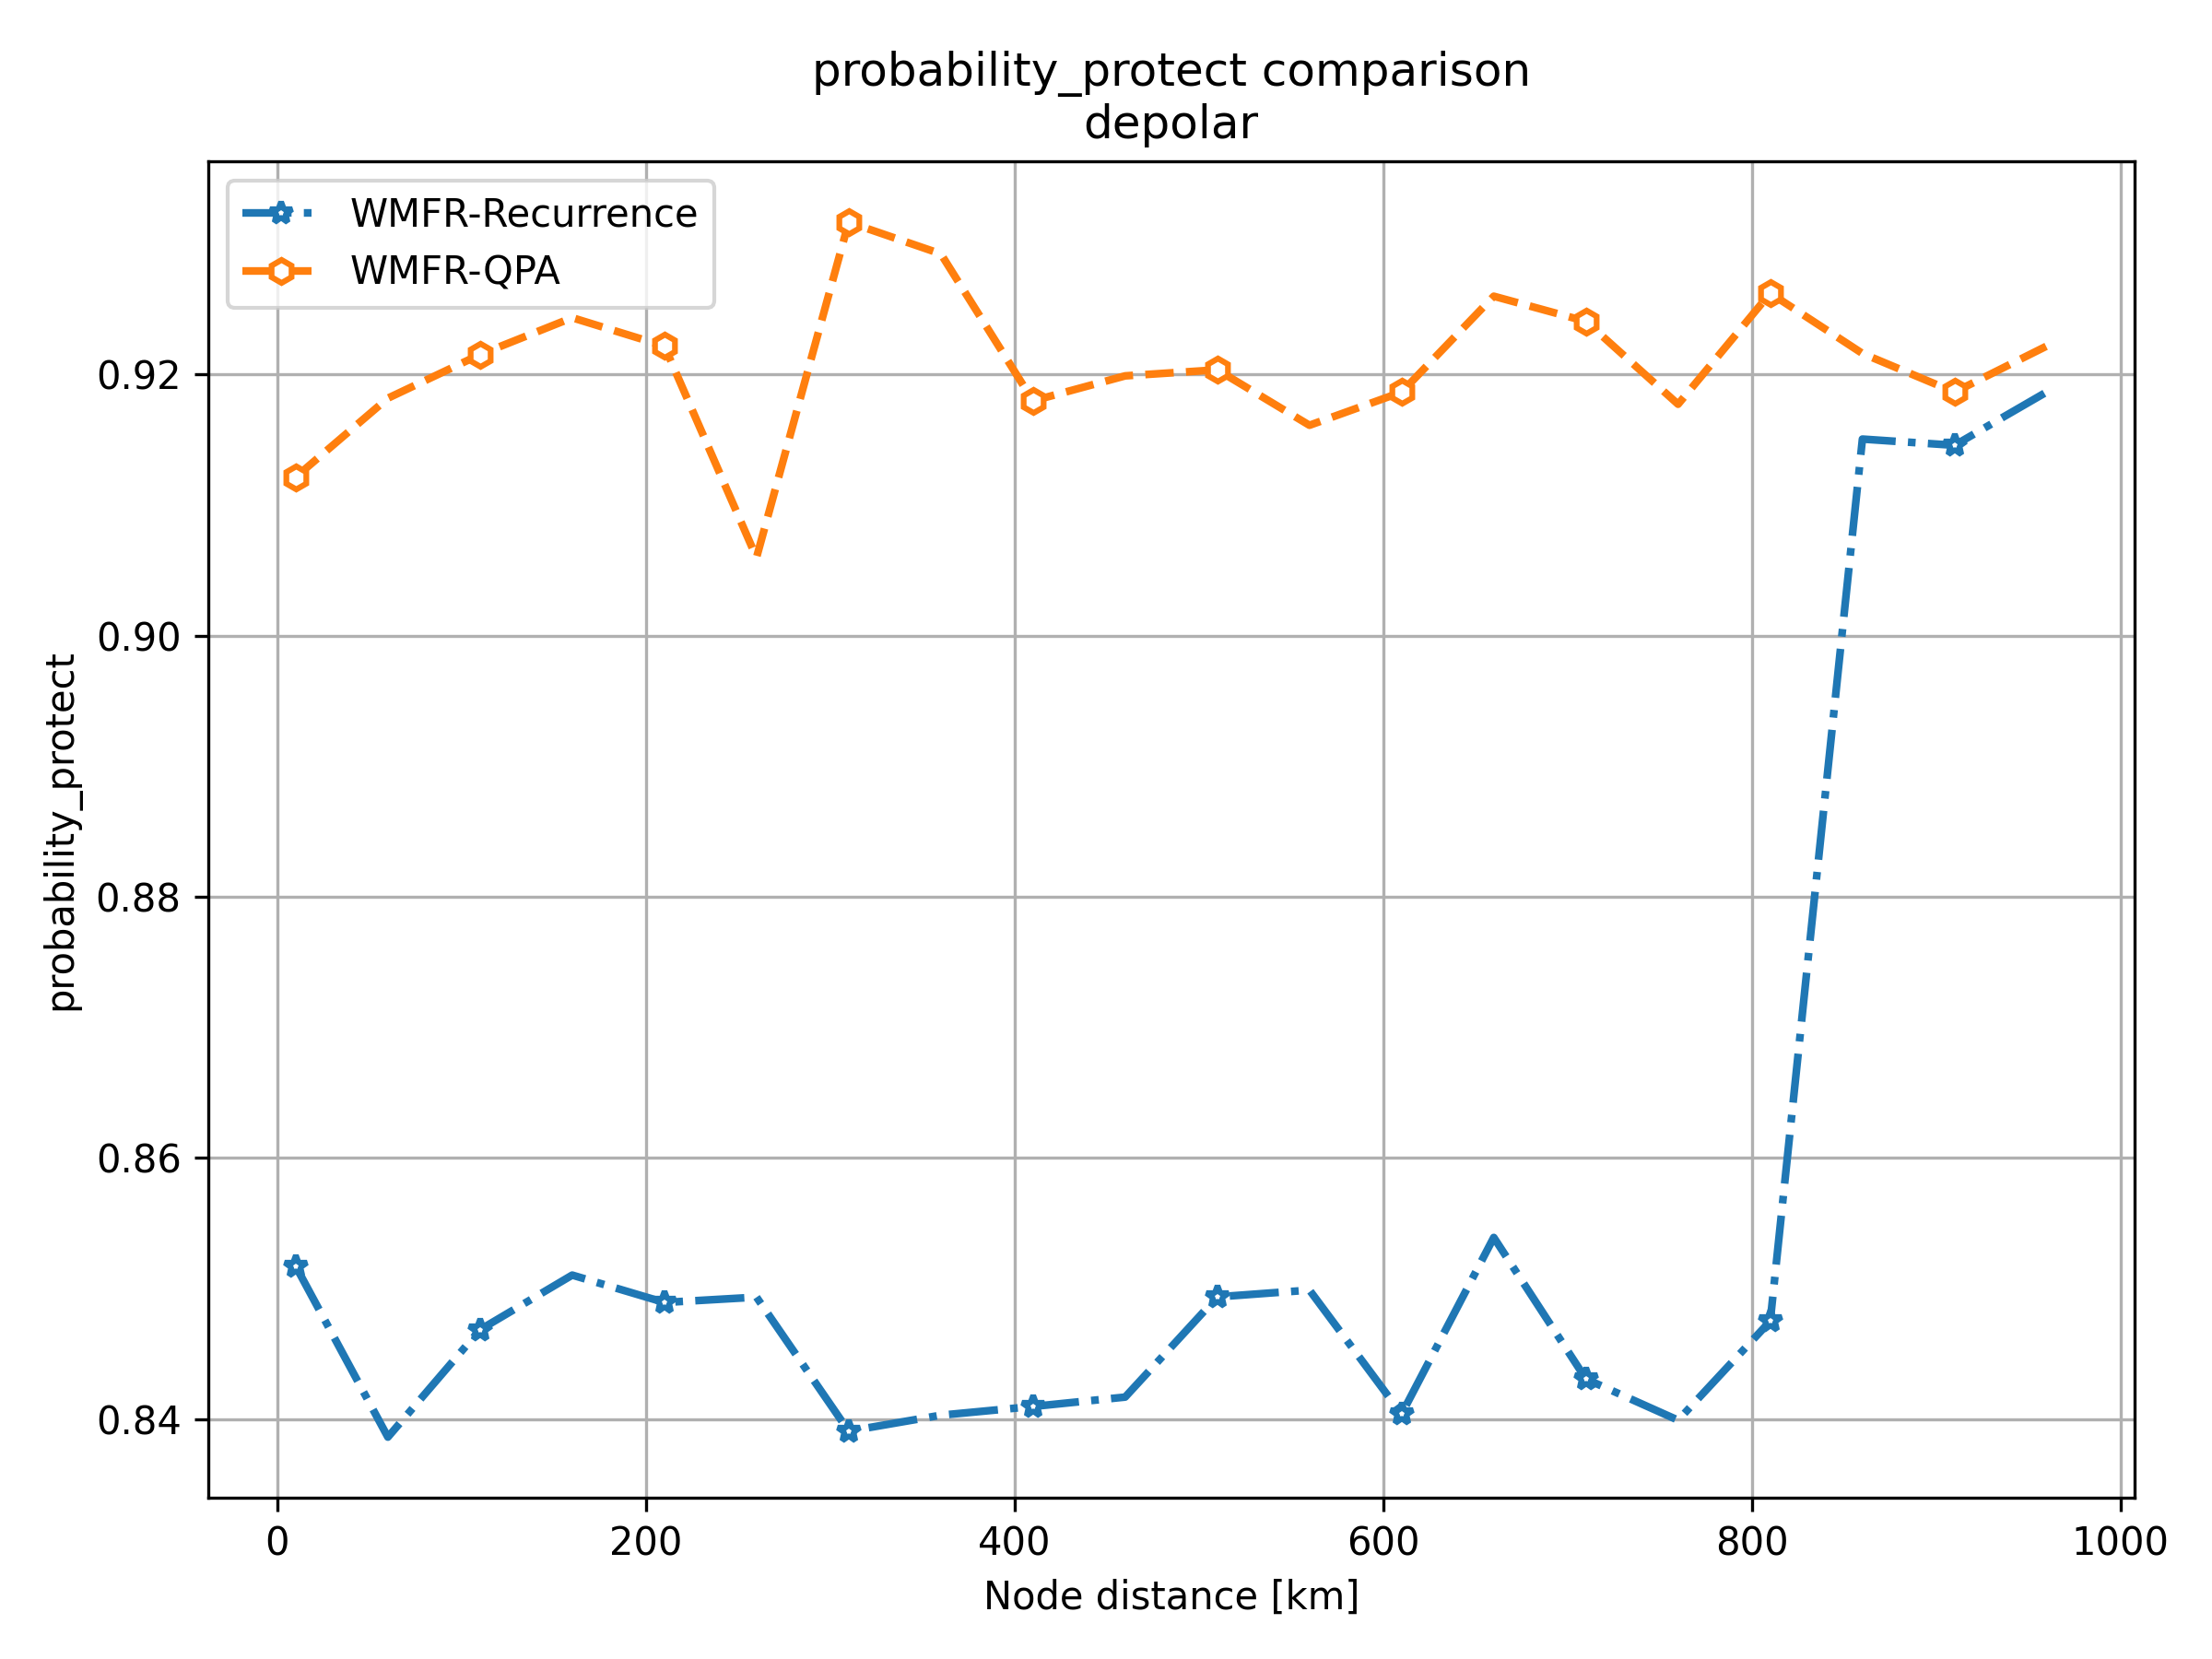 probability_protect comparison
depolar
WMFR-Recurrence
WMFR-QPA
probability_protect
0.92
0.90
0.88
0.86
0.84
0 200 400 600 800 1000
Node distance [km]